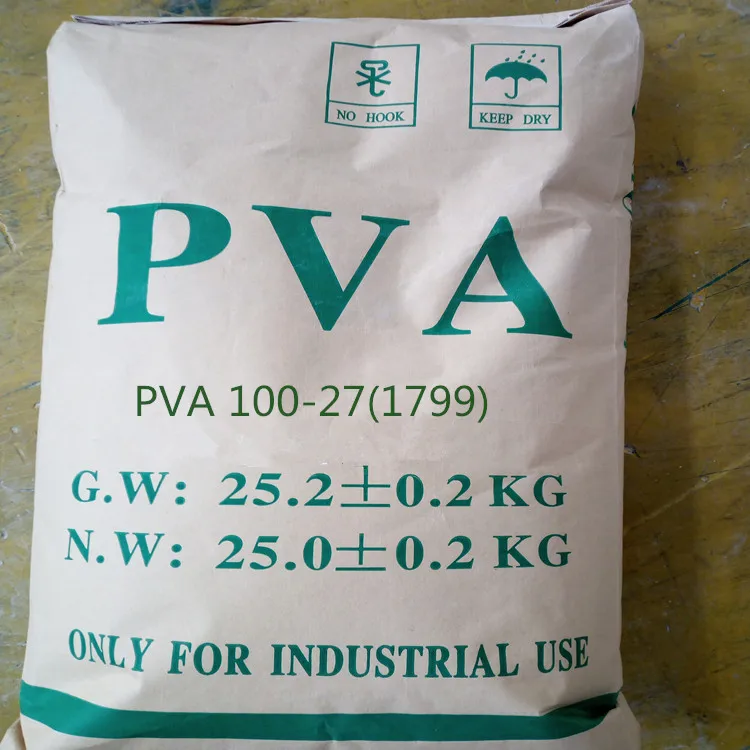 NO HOOK
KEEP DRY
PVA
PVA 100-27(1799)
G.W: 25.2±0.2 KG
N.W: 25.0±0.2 KG
ONLY FOR INDUSTRIAL USE